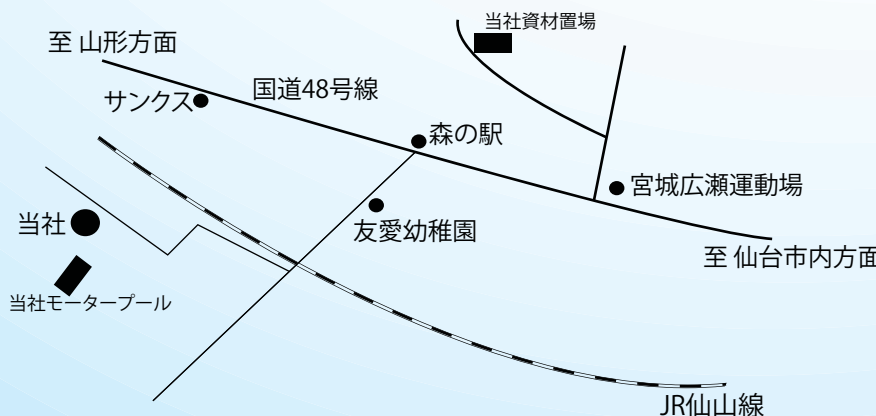 当社資材置場
至 山形方面
国道48号線
サンクス
森の駅
宮城広瀬運動場
当社
友愛幼稚園
至 仙台市内方面
当社モータープール
JR仙山線